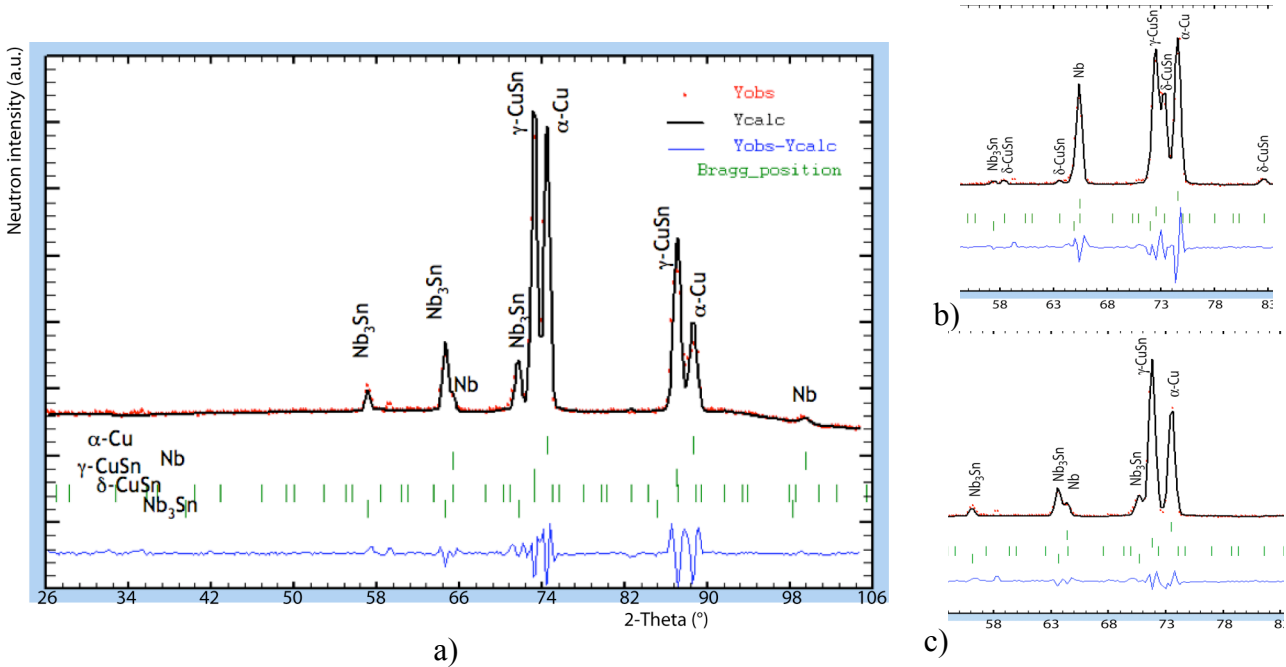 Neutron intensity (a.u.)
γ-CuSn
α-Cu
Yobs
Ycalc
Yobs-Ycalc
Bragg_position
Nb₃Sn
Nb₃Sn
Nb
Nb₃Sn
γ-CuSn
α-Cu
Nb
α-Cu
Nb
γ-CuSn
δ-CuSn
Nb₃Sn
26 34 42 50 58 66 74 82 90 98 106
2-Theta (°)
a)
Nb₃Sn
δ-CuSn
δ-CuSn
Nb
γ-CuSn
δ-CuSn
α-Cu
δ-CuSn
58 63 68 73 78 83
b)
Nb₃Sn
Nb₃Sn
Nb
Nb₃Sn
γ-CuSn
α-Cu
58 63 68 73 78 83
c)